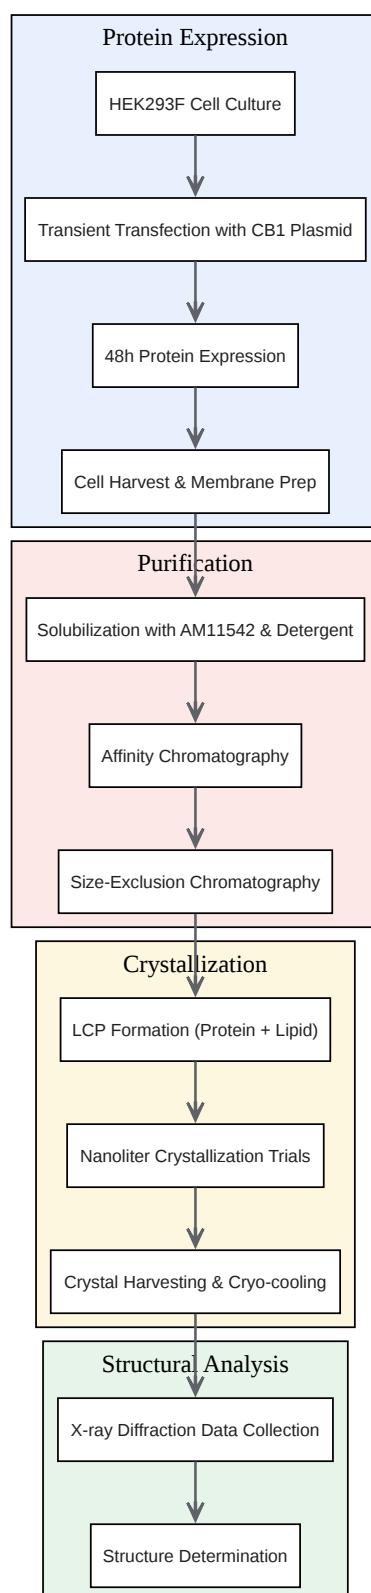 Protein Expression
HEK293F Cell Culture
Transient Transfection with CB1 Plasmid
48h Protein Expression
Cell Harvest & Membrane Prep
Purification
Solubilization with AM11542 & Detergent
Affinity Chromatography
Size-Exclusion Chromatography
Crystallization
LCP Formation (Protein + Lipid)
Nanoliter Crystallization Trials
Crystal Harvesting & Cryo-cooling
Structural Analysis
X-ray Diffraction Data Collection
Structure Determination